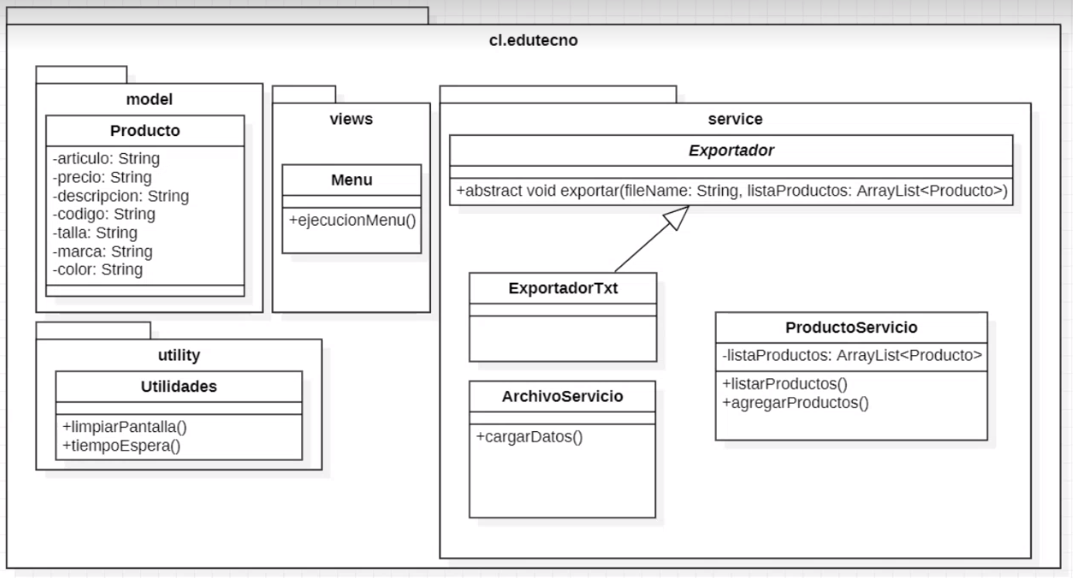 cl.edutecno
model
Producto
-articulo: String
-precio: String
-descripcion: String
-codigo: String
-talla: String
-marca: String
-color: String
views
Menu
+ejecucionMenu()
utility
Utilidades
+limpiarPantalla()
+tiempoEspera()
service
Exportador
+abstract void exportar(fileName: String, listaProductos: ArrayList<Producto>)
ExportadorTxt
ArchivoServicio
+cargarDatos()
ProductoServicio
-listaProductos: ArrayList<Producto>
+listarProductos()
+agregarProductos()